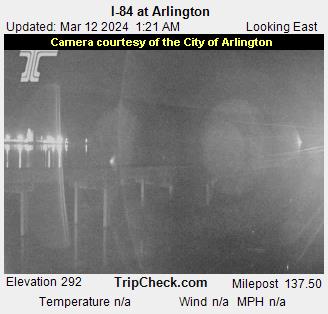 I-84 at Arlington
Updated: Mar 12 2024 1:21 AM Looking East
Camera courtesy of the City of Arlington
Elevation 292 TripCheck.com Milepost 137.50
Temperature n/a Wind n/a MPH n/a